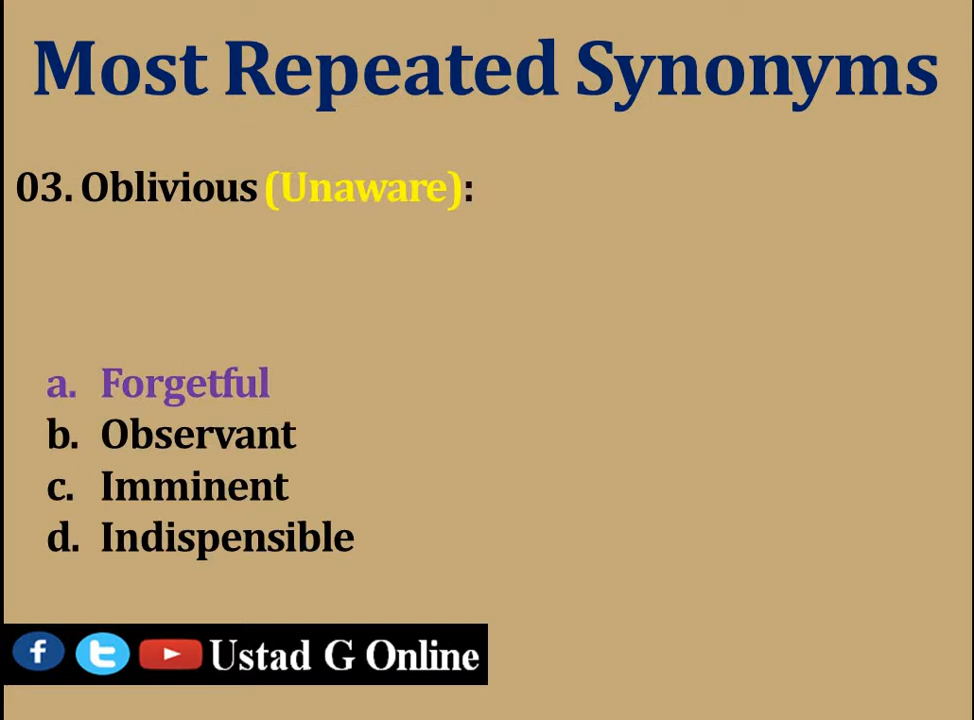 Most Repeated Synonyms
03. Oblivious (Unaware):
a. Forgetful
b. Observant
c. Imminent
d. Indispensible
Ustad G Online